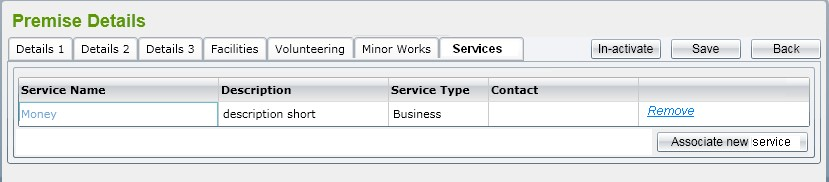 Premise Details
Details 1 Details 2 Details 3 Facilities Volunteering Minor Works Services In-activate Save Back
Service Name Description Service Type Contact
Money description short Business Remove
Associate new service